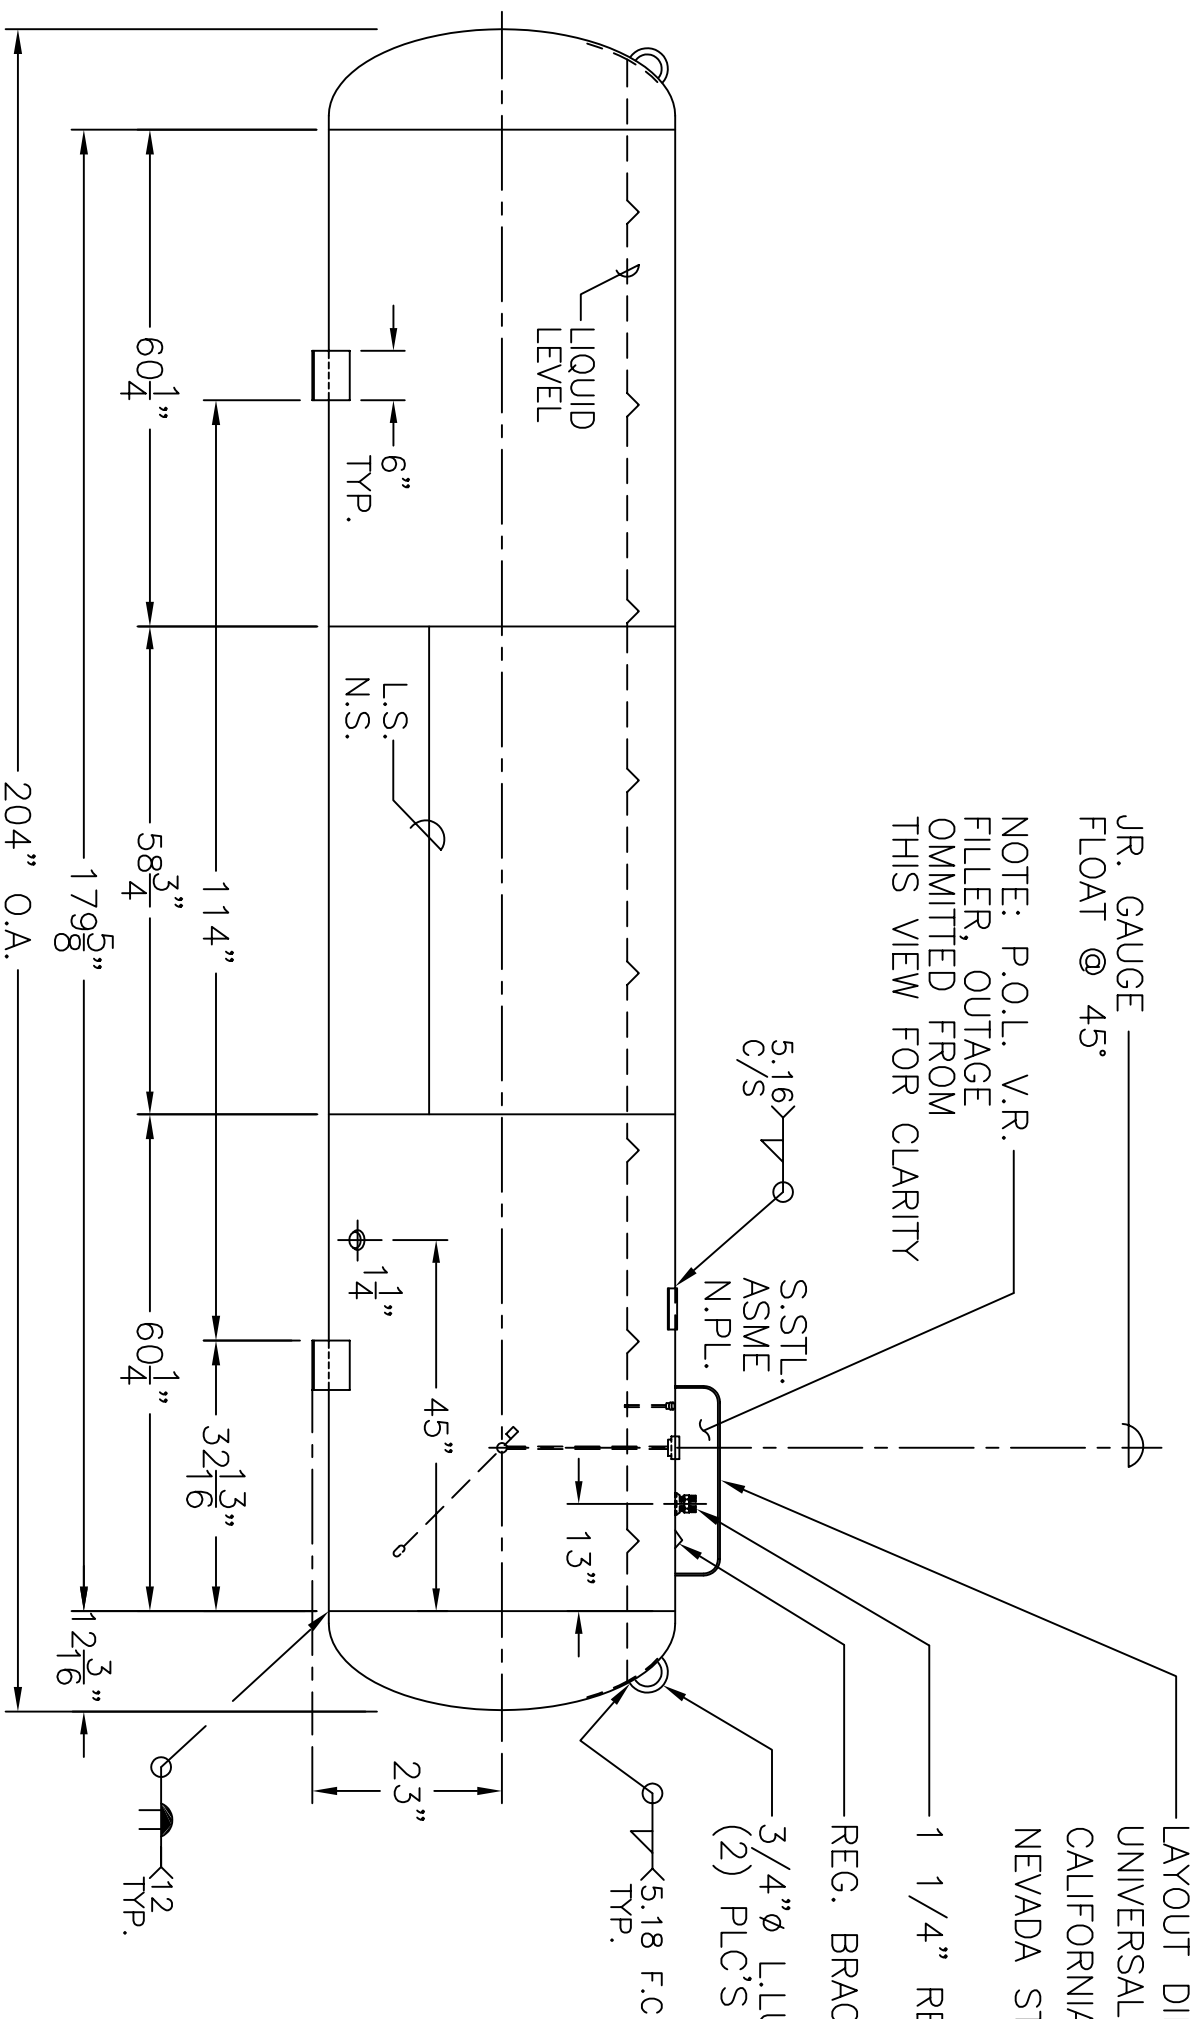 JR. GAUGE
FLOAT @ 45°
NOTE: P.O.L. V.R.
FILLER, OUTAGE
OMMITTED FROM
THIS VIEW FOR CLARITY
5.16
C/S
S.STL.
ASME
N.PL.
LAYOUT
UNIVERSAL
CALIFORNIA
NEVADA
1 1/4"
REG.
3/4"ø
(2) PLC'S
5.18 F.C
TYP.
LIQUID
LEVEL
6"
TYP.
L.S.
N.S.
1 1/4"
45"
13"
23"
60 1/4"
58 3/4"
60 1/4"
114"
32 13/16"
179 5/8"
12 3/16"
204" O.A.
12
TYP.